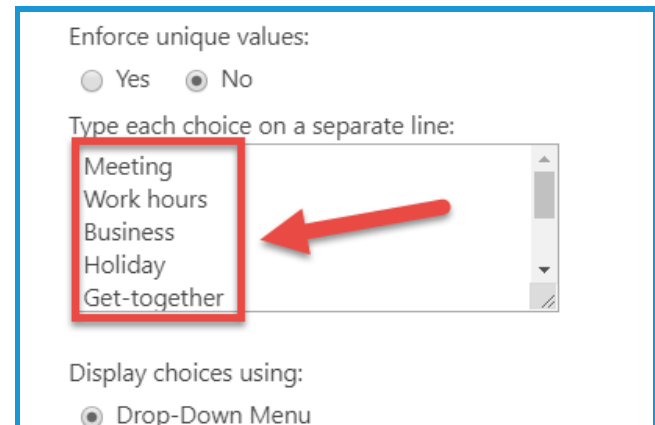 Enforce unique values:
Yes No
Type each choice on a separate line:
Meeting
Work hours
Business
Holiday
Get-together
Display choices using:
Drop-Down Menu